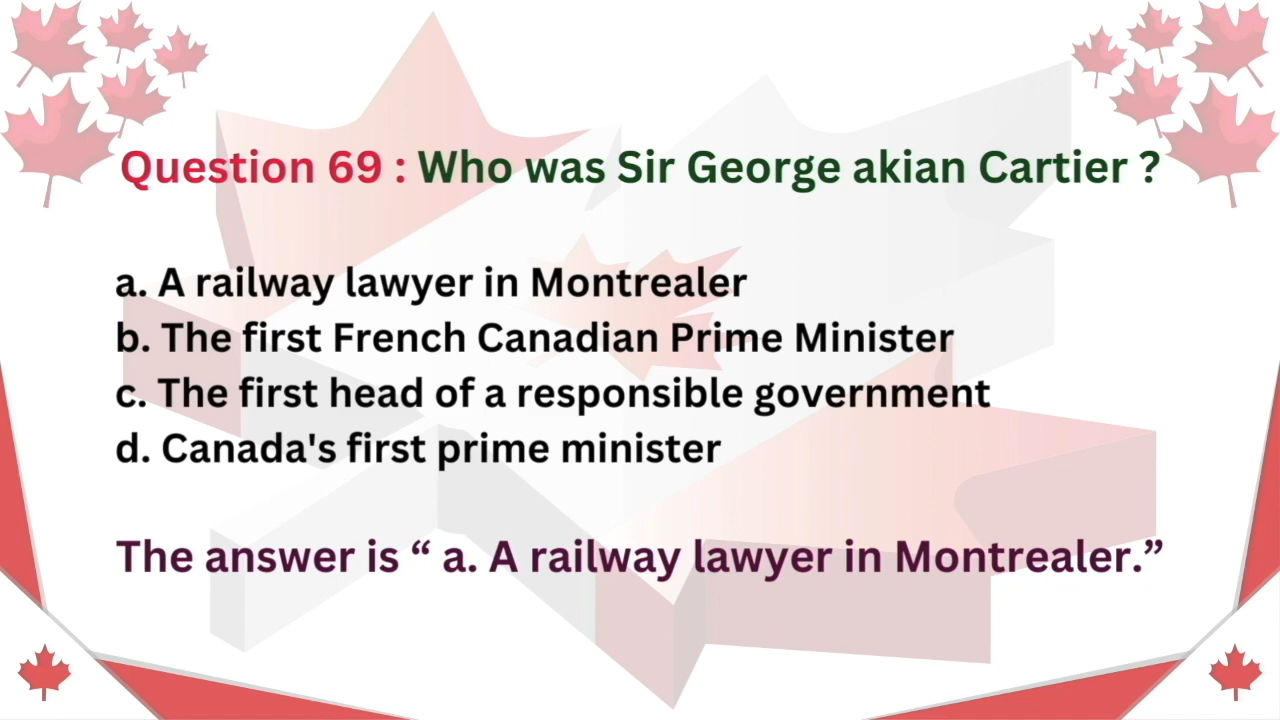 Question 69 : Who was Sir George akian Cartier ?
a. A railway lawyer in Montrealer
b. The first French Canadian Prime Minister
c. The first head of a responsible government
d. Canada's first prime minister
The answer is “ a. A railway lawyer in Montrealer.”